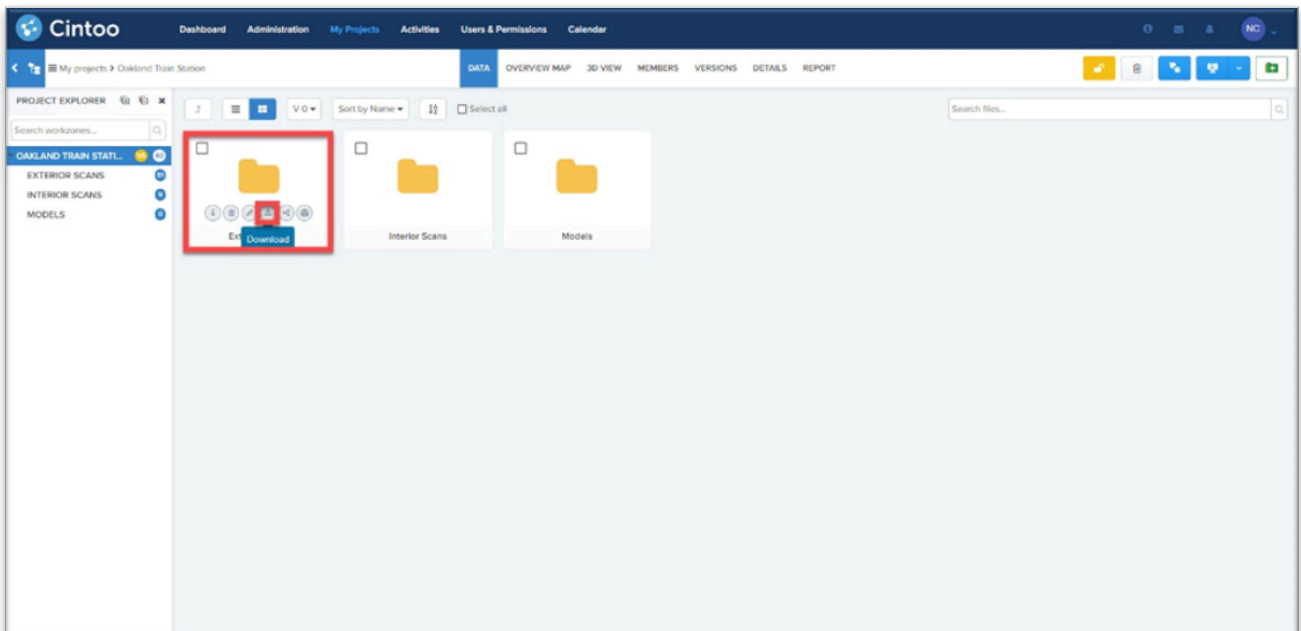 Cintoo Dashboard Administration My Projects Activities Users & Permissions Calendar NC
My projects > Oakland Train Station DATA OVERVIEW MAP 3D VIEW MEMBERS VERSIONS DETAILS REPORT
PROJECT EXPLORER
V 0 Sort by Name Select all Search files...
Search workzones...
OAKLAND TRAIN STATI...
EXTERIOR SCANS
INTERIOR SCANS
MODELS
Download
Interior Scans
Models